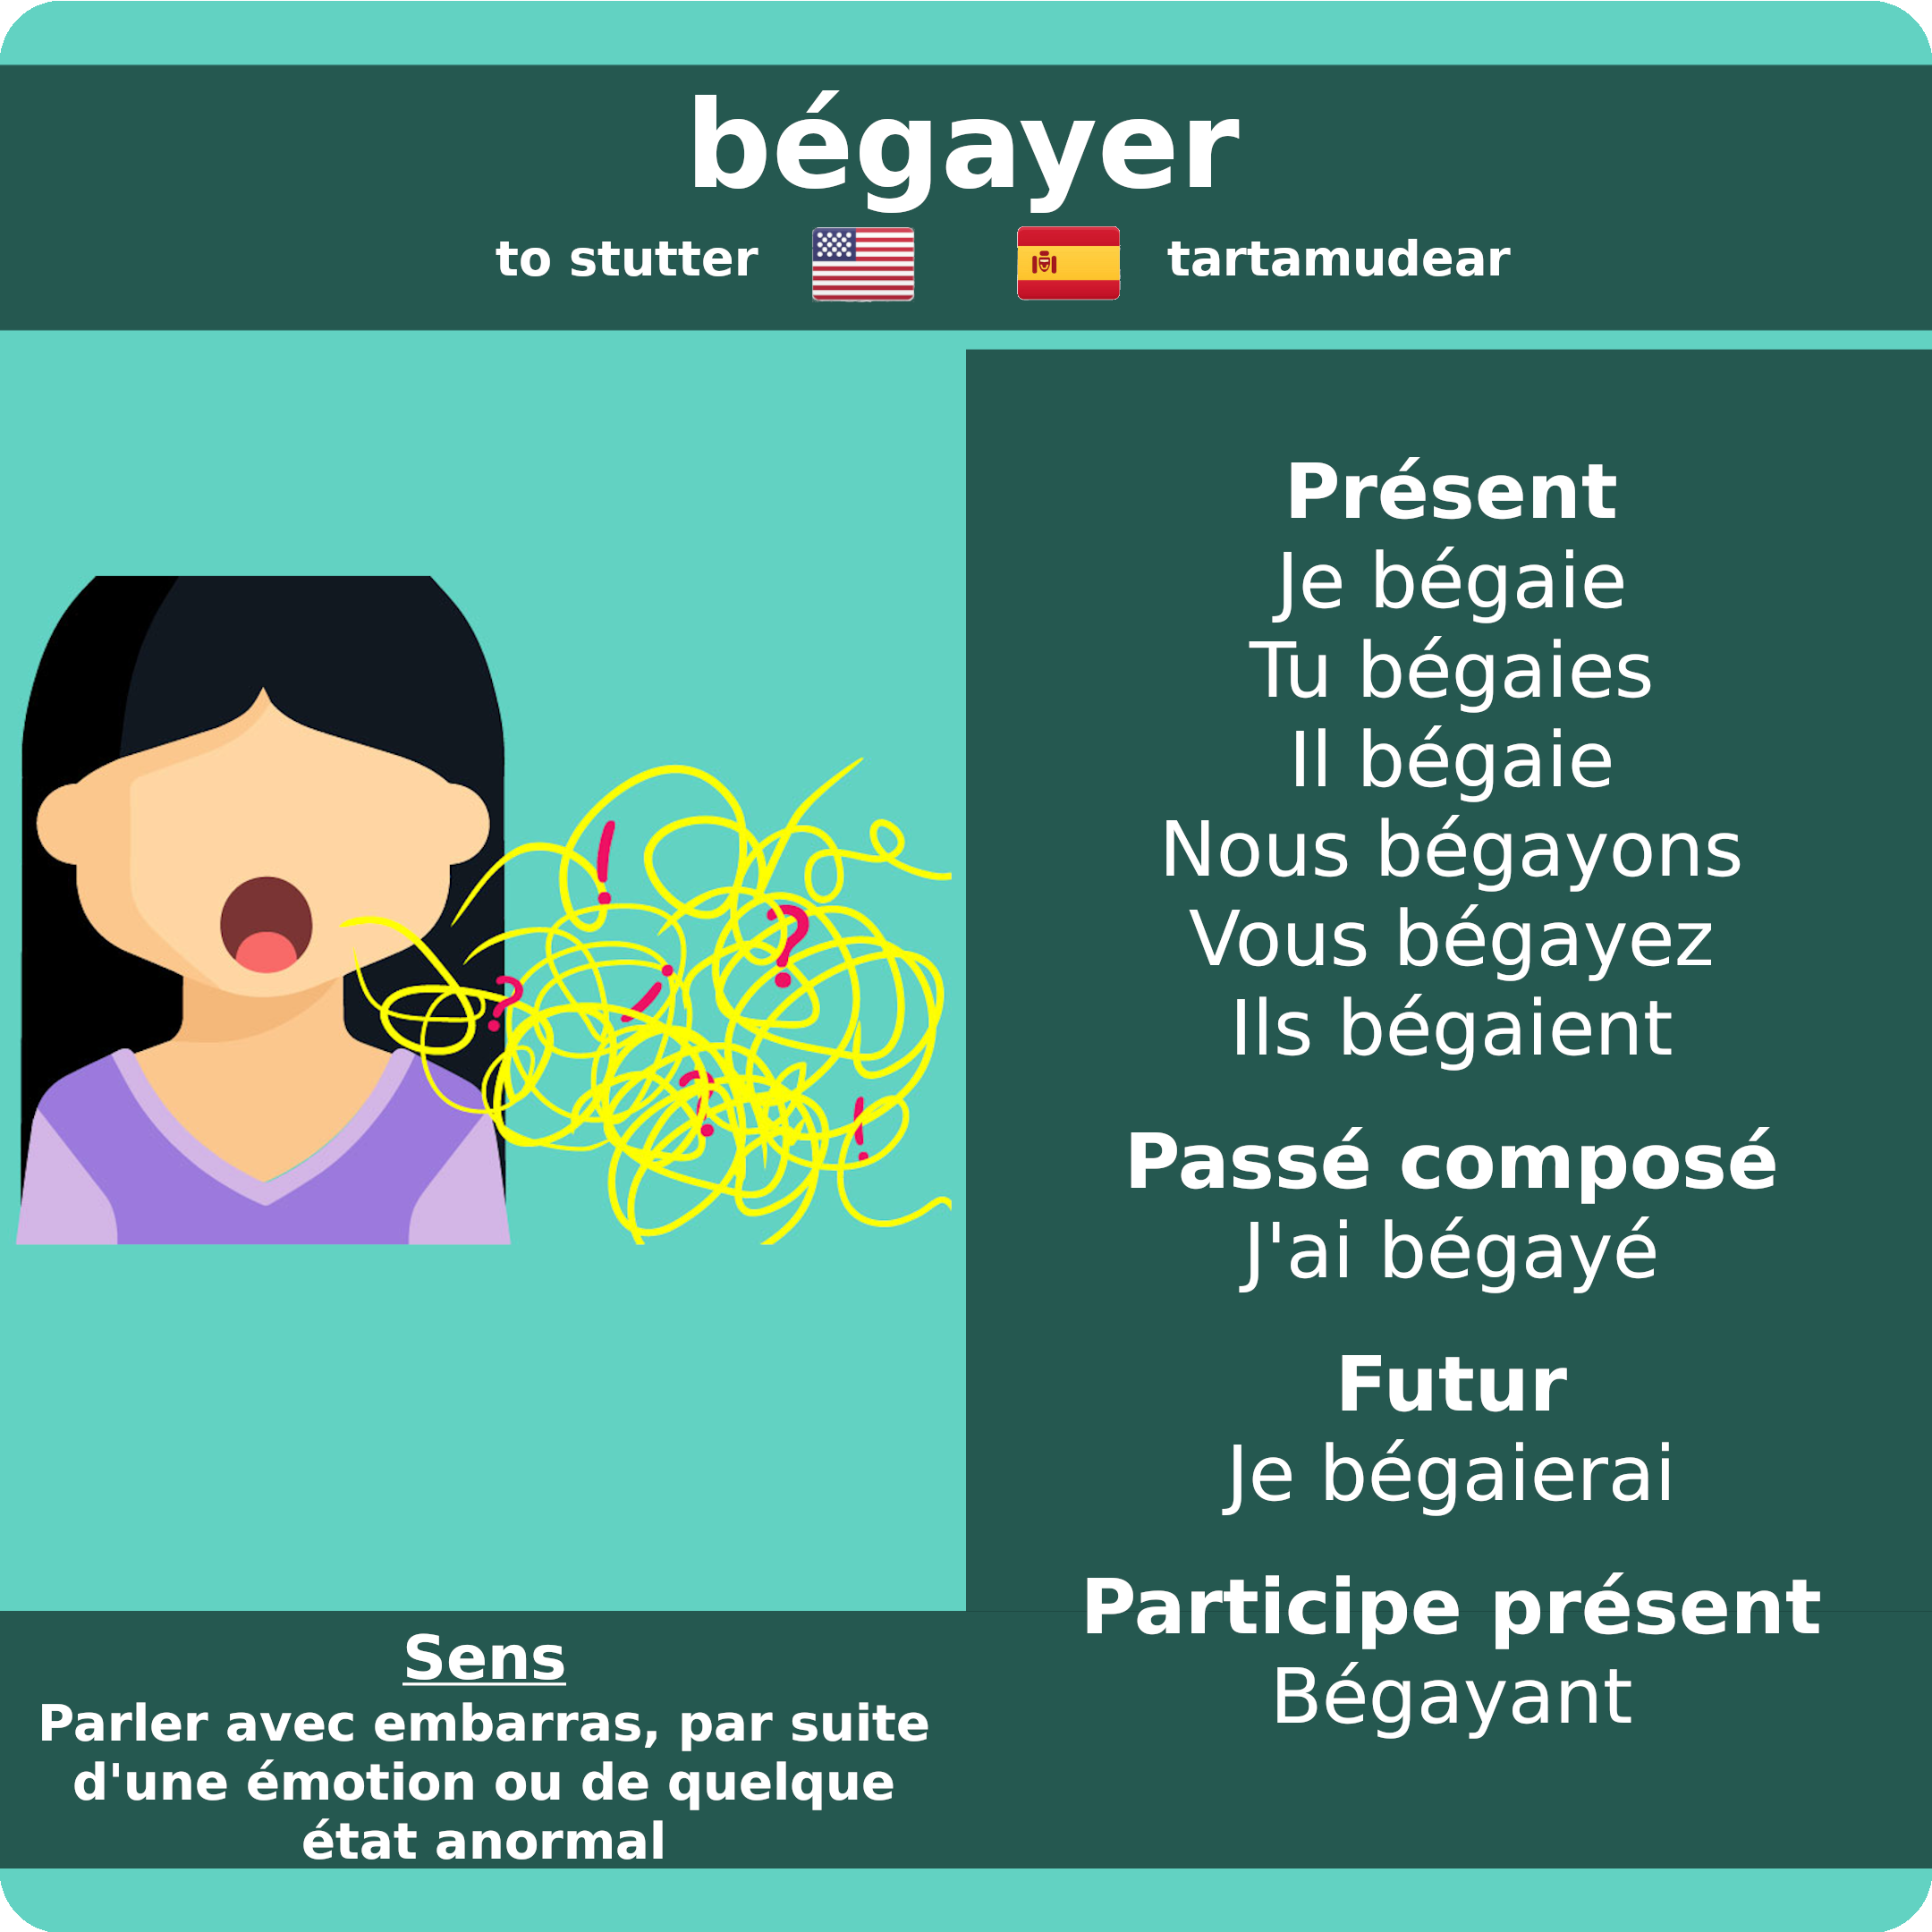 bégayer
to stutter
tartamudear
Présent
Je bégaie
Tu bégaies
Il bégaie
Nous bégayons
Vous bégayez
Ils bégaient
Passé composé
J'ai bégayé
Futur
Je bégaierai
Participe présent
Bégayant
Sens
Parler avec embarras, par suite
d'une émotion ou de quelque
état anormal